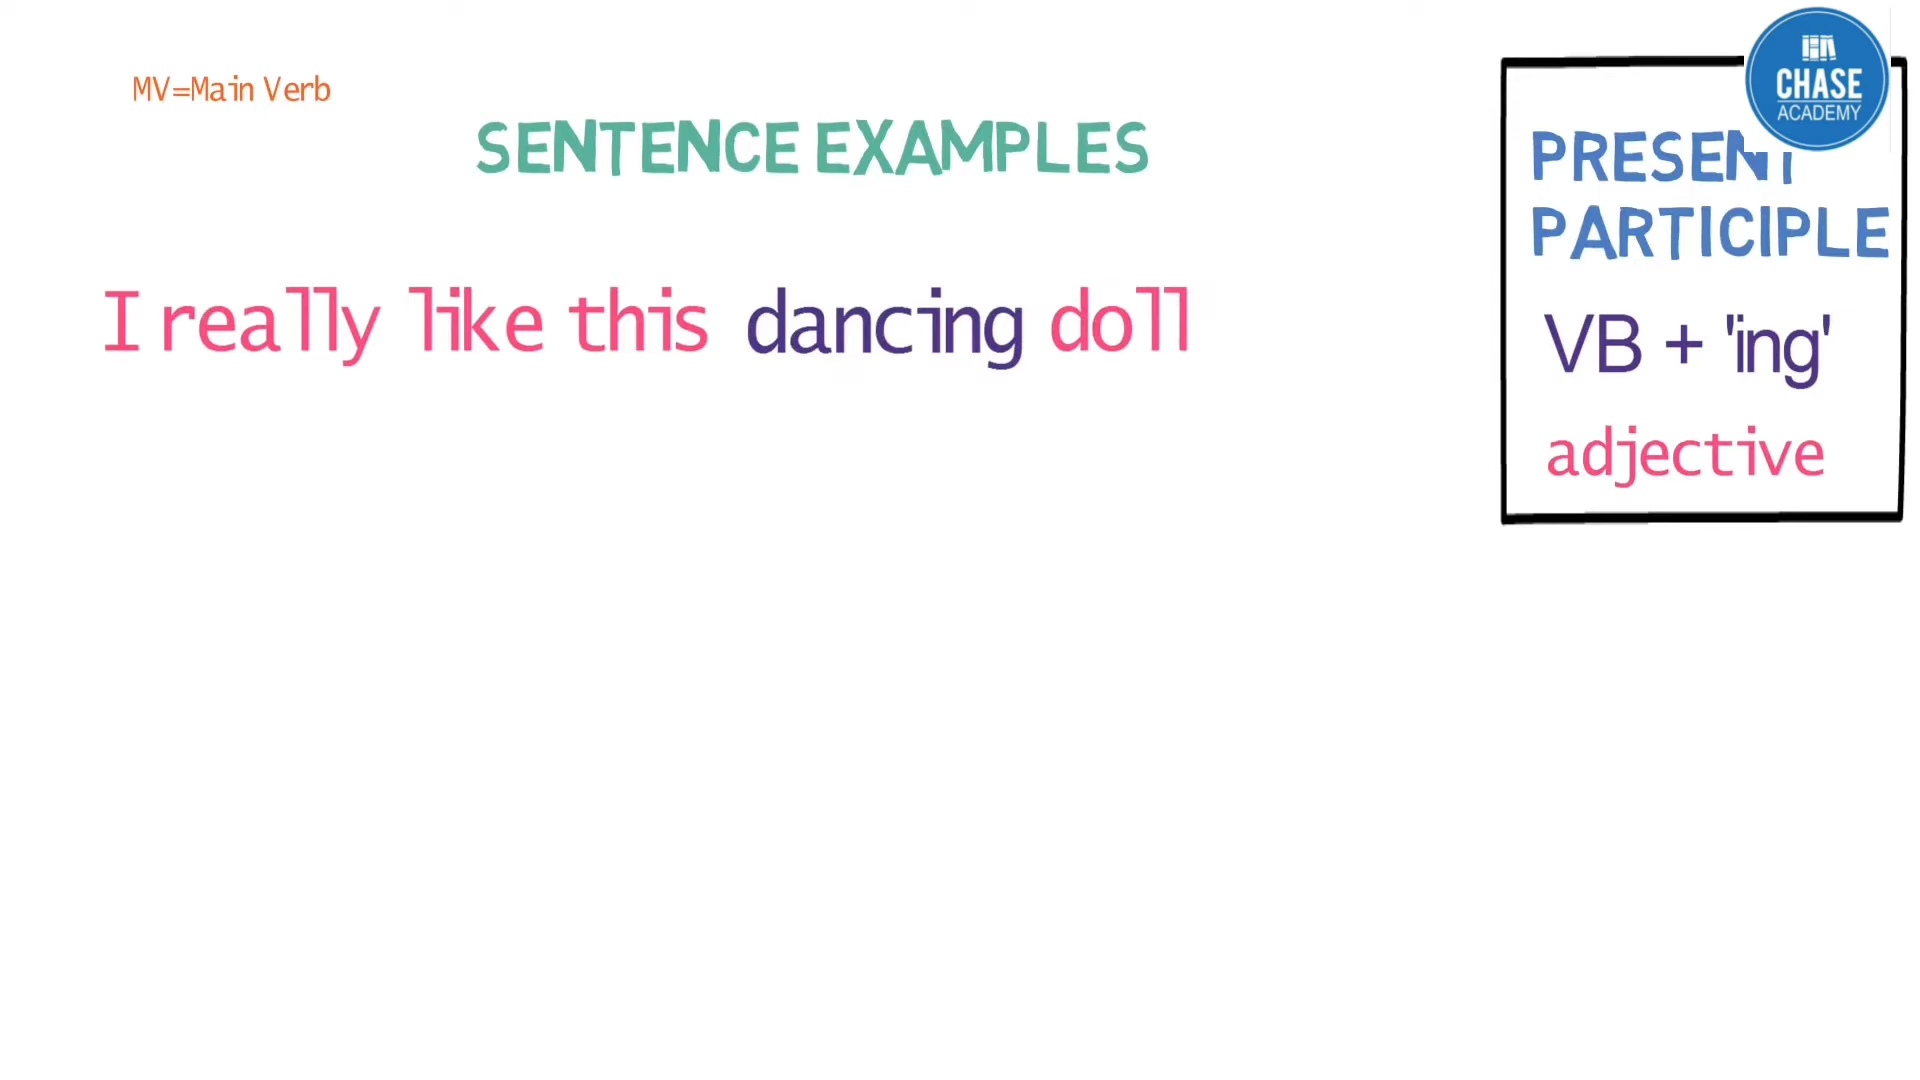 MV=Main Verb
SENTENCE EXAMPLES
I really like this dancing doll
CHASE
ACADEMY
PRESENT
PARTICIPLE
VB + 'ing'
adjective